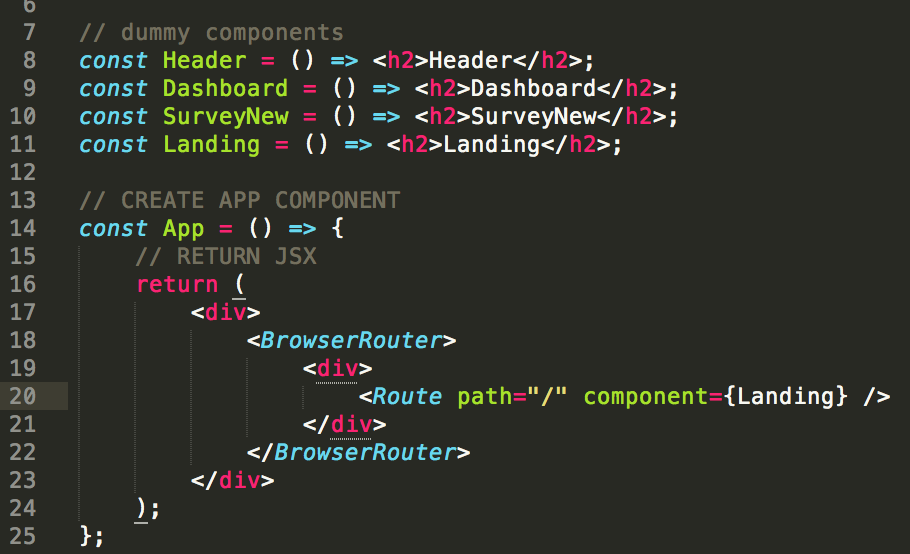 6
7 // dummy components
8 const Header = () => <h2>Header</h2>;
9 const Dashboard = () => <h2>Dashboard</h2>;
10 const SurveyNew = () => <h2>SurveyNew</h2>;
11 const Landing = () => <h2>Landing</h2>;
12
13 // CREATE APP COMPONENT
14 const App = () => {
15     // RETURN JSX
16     return (
17         <div>
18             <BrowserRouter>
19                 <div>
20                     <Route path="/" component={Landing} />
21                 </div>
22             </BrowserRouter>
23         </div>
24     );
25 };